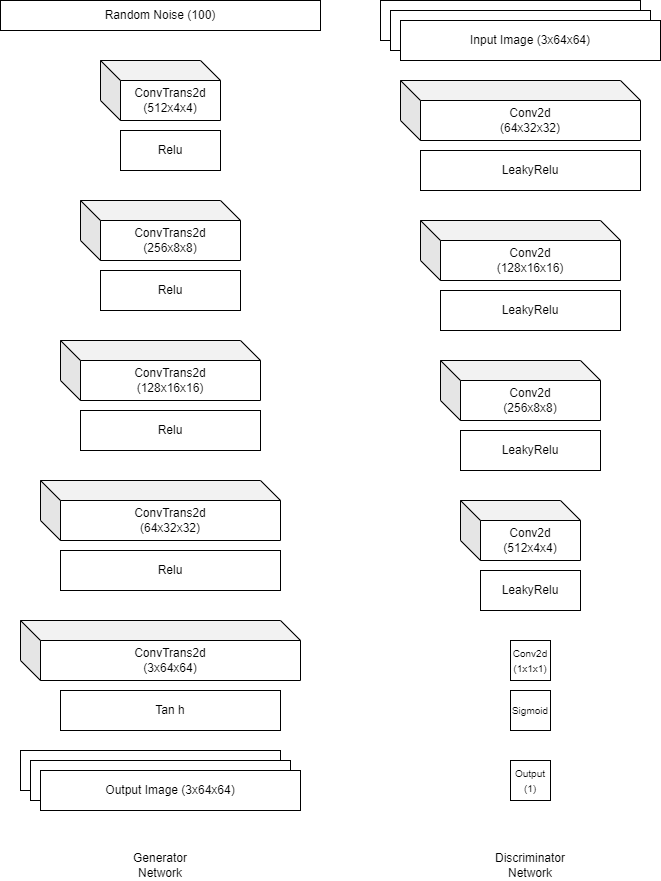 Random Noise (100)
ConvTrans2d
(512x4x4)
Relu
ConvTrans2d
(256x8x8)
Relu
ConvTrans2d
(128x16x16)
Relu
ConvTrans2d
(64x32x32)
Relu
ConvTrans2d
(3x64x64)
Tan h
Output Image (3x64x64)
Generator
Network
Input Image (3x64x64)
Conv2d
(64x32x32)
LeakyRelu
Conv2d
(128x16x16)
LeakyRelu
Conv2d
(256x8x8)
LeakyRelu
Conv2d
(512x4x4)
LeakyRelu
Conv2d
(1x1x1)
Sigmoid
Output
(1)
Discriminator
Network